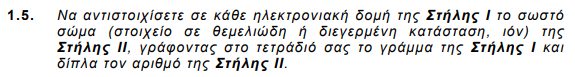 1.5. Να αντιστοιχίσετε σε κάθε ηλεκτρονιακή δομή της Στήλης Ι το σωστό
σώμα (στοιχείο σε θεμελιώδη ή διεγερμένη κατάσταση, ιόν) της
Στήλης ΙΙ, γράφοντας στο τετράδιό σας το γράμμα της Στήλης Ι και
δίπλα τον αριθμό της Στήλης ΙΙ.